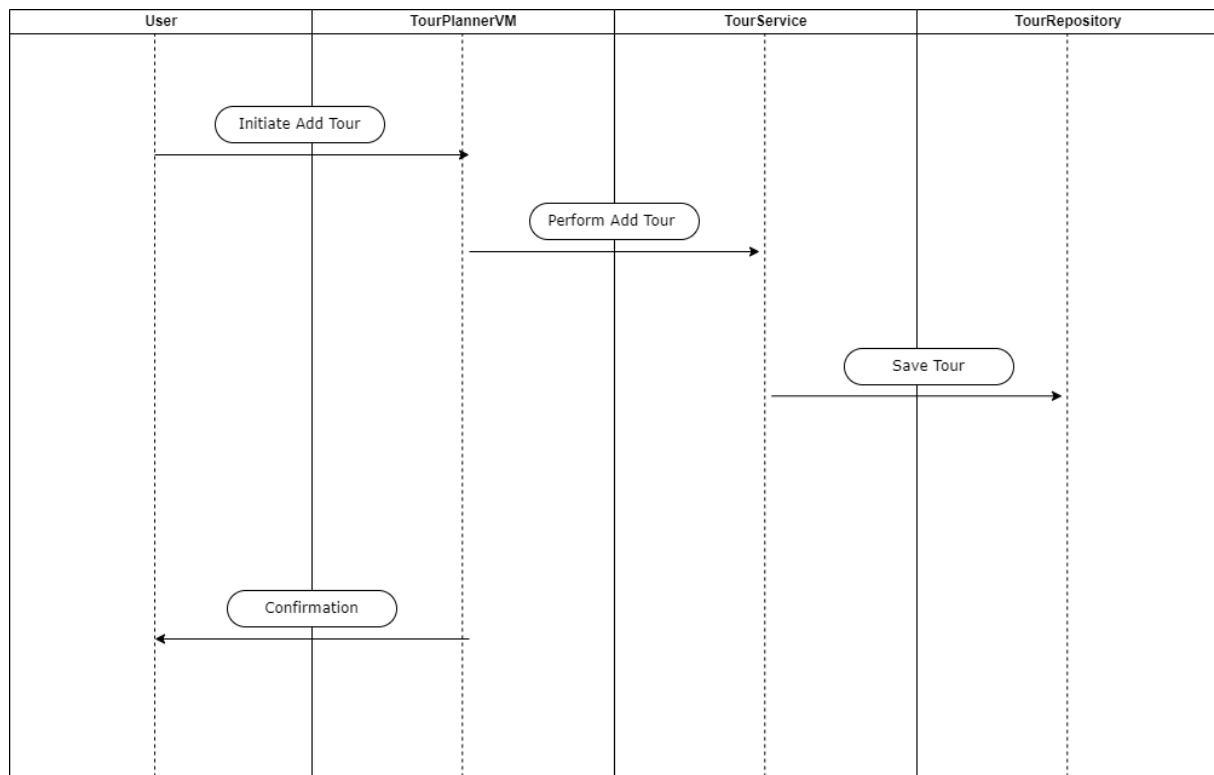 User
TourPlannerVM
TourService
TourRepository
Initiate Add Tour
Perform Add Tour
Save Tour
Confirmation